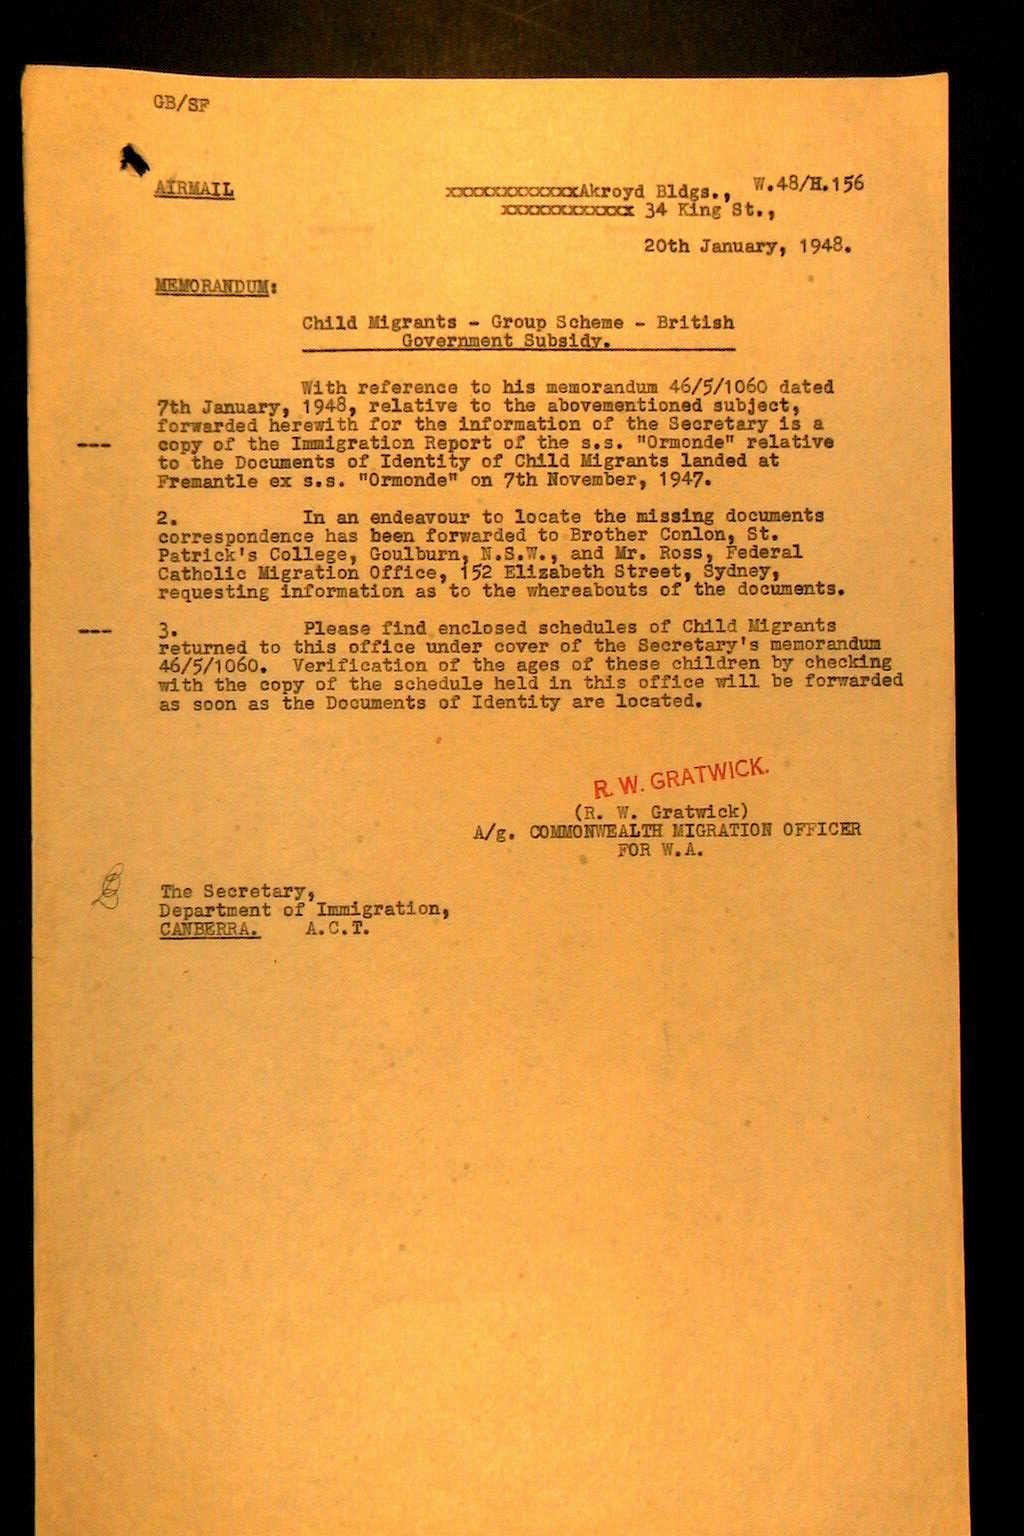 GB/SF
AIRMAIL
xxxxxxxxxxxxxAkroyd Bldgs., W.48/H.156
xxxxxxxxxxxx 34 King St.,
20th January, 1948.
MEMORANDUM:
Child Migrants - Group Scheme - British
Government Subsidy.
With reference to his memorandum 46/5/1060 dated
7th January, 1948, relative to the abovementioned subject,
forwarded herewith for the information of the Secretary is a
--- copy of the Immigration Report of the s.s. "Ormonde" relative
to the Documents of Identity of Child Migrants landed at
Fremantle ex s.s. "Ormonde" on 7th November, 1947.
2. In an endeavour to locate the missing documents
correspondence has been forwarded to Brother Conlon, St.
Patrick's College, Goulburn, N.S.W., and Mr. Ross, Federal
Catholic Migration Office, 152 Elizabeth Street, Sydney,
requesting information as to the whereabouts of the documents.
--- 3. Please find enclosed schedules of Child Migrants
returned to this office under cover of the Secretary's memorandum
46/5/1060. Verification of the ages of these children by checking
with the copy of the schedule held in this office will be forwarded
as soon as the Documents of Identity are located.
R. W. GRATWICK.
(R. W. Gratwick)
A/g. COMMONWEALTH MIGRATION OFFICER
FOR W.A.
The Secretary,
Department of Immigration,
CANBERRA. A.C.T.